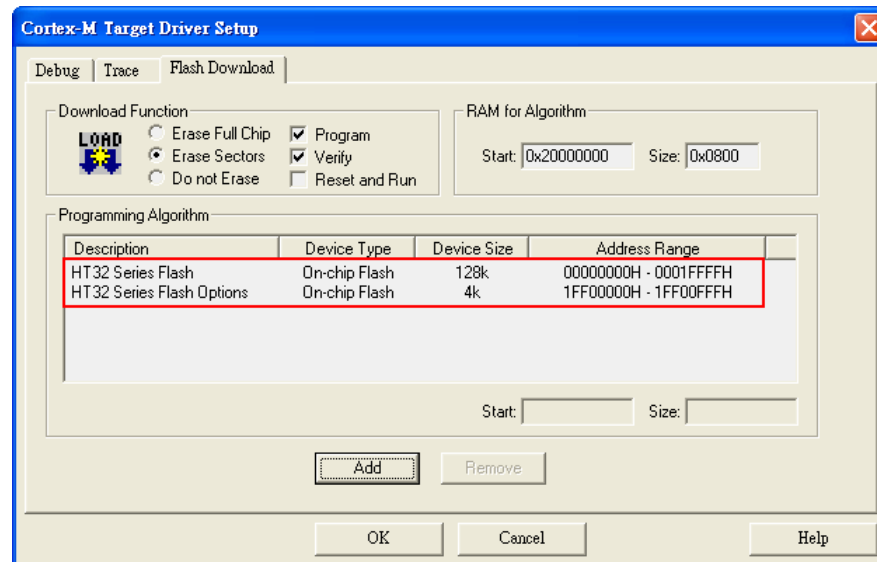 Cortex-M Target Driver Setup
Debug Trace Flash Download
Download Function
LOAD
Erase Full Chip
Erase Sectors
Do not Erase
Program
Verify
Reset and Run
RAM for Algorithm
Start: 0x20000000 Size: 0x0800
Programming Algorithm
Description Device Type Device Size Address Range
HT32 Series Flash On-chip Flash 128k 00000000H - 0001FFFFH
HT32 Series Flash Options On-chip Flash 4k 1FF00000H - 1FF00FFFH
Start: Size:
Add Remove
OK Cancel Help